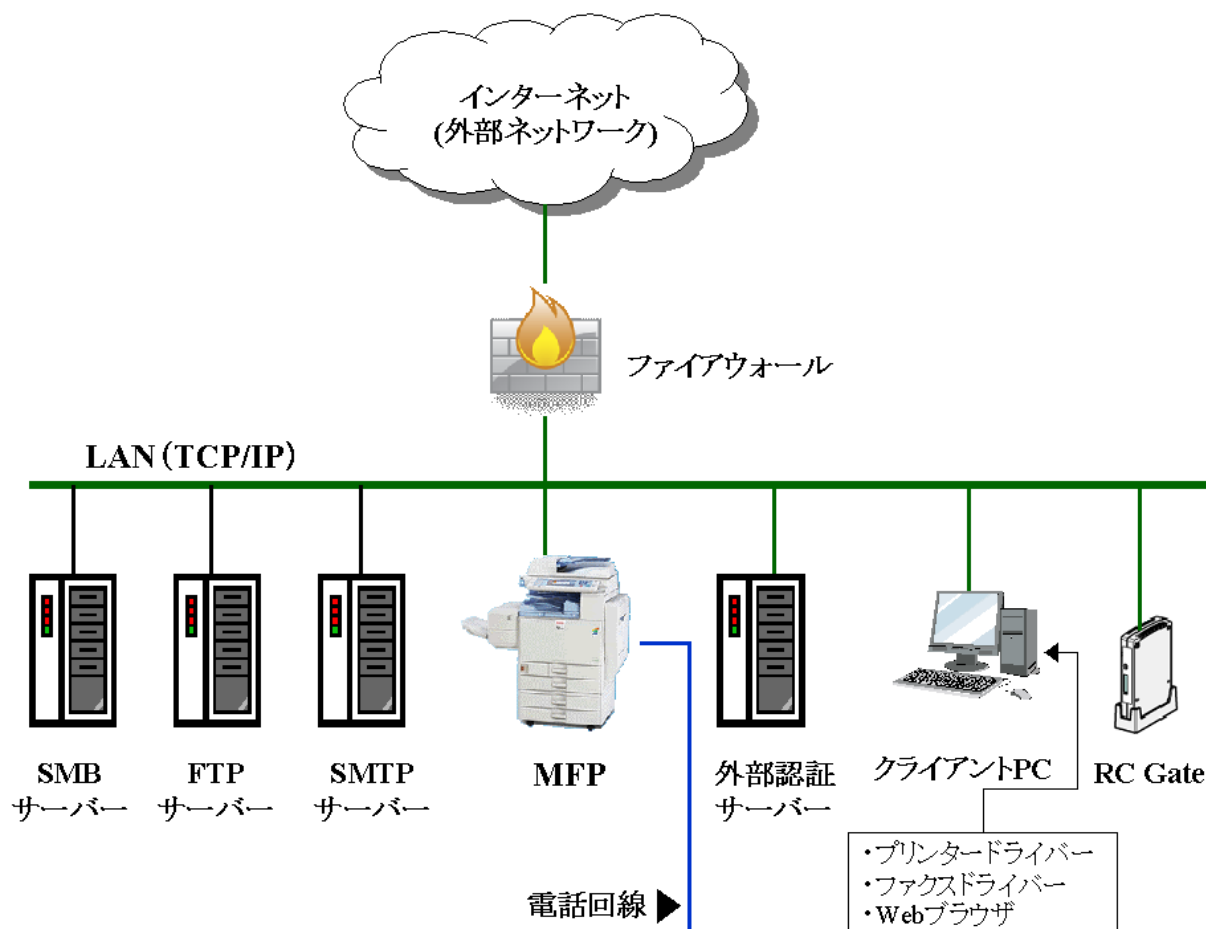 インターネット
(外部ネットワーク)
ファイアウォール
LAN（TCP/IP）
SMB
サーバー
FTP
サーバー
SMTP
サーバー
MFP
外部認証
サーバー
クライアントPC
RC Gate
・プリンタードライバー
・ファクスドライバー
・Webブラウザ
電話回線